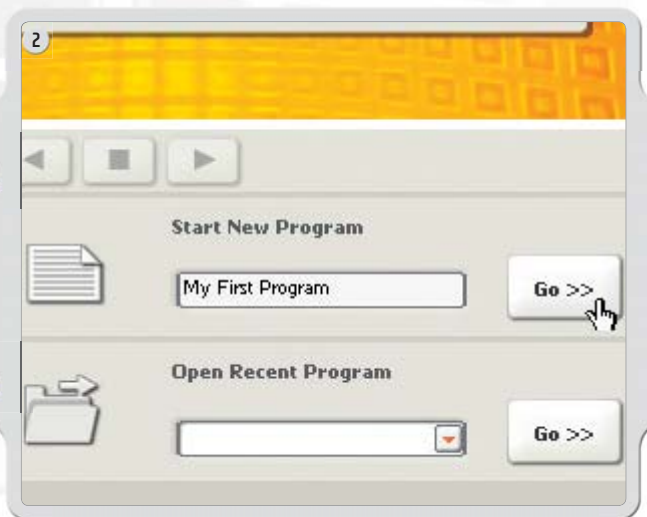 2
Start New Program
My First Program
Go >>
Open Recent Program
Go >>